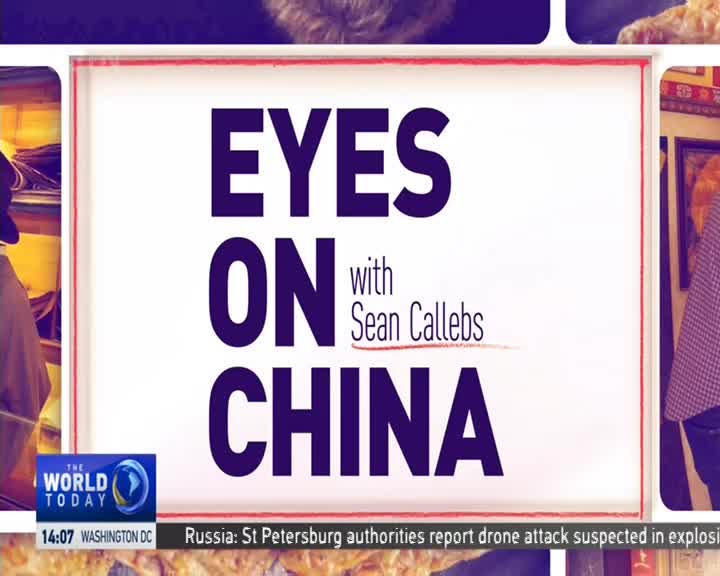 EYES
ON
with
Sean Callebs
CHINA
THE
WORLD
TODAY
14:07 WASHINGTON DC
Russia: St Petersburg authorities report drone attack suspected in explosi